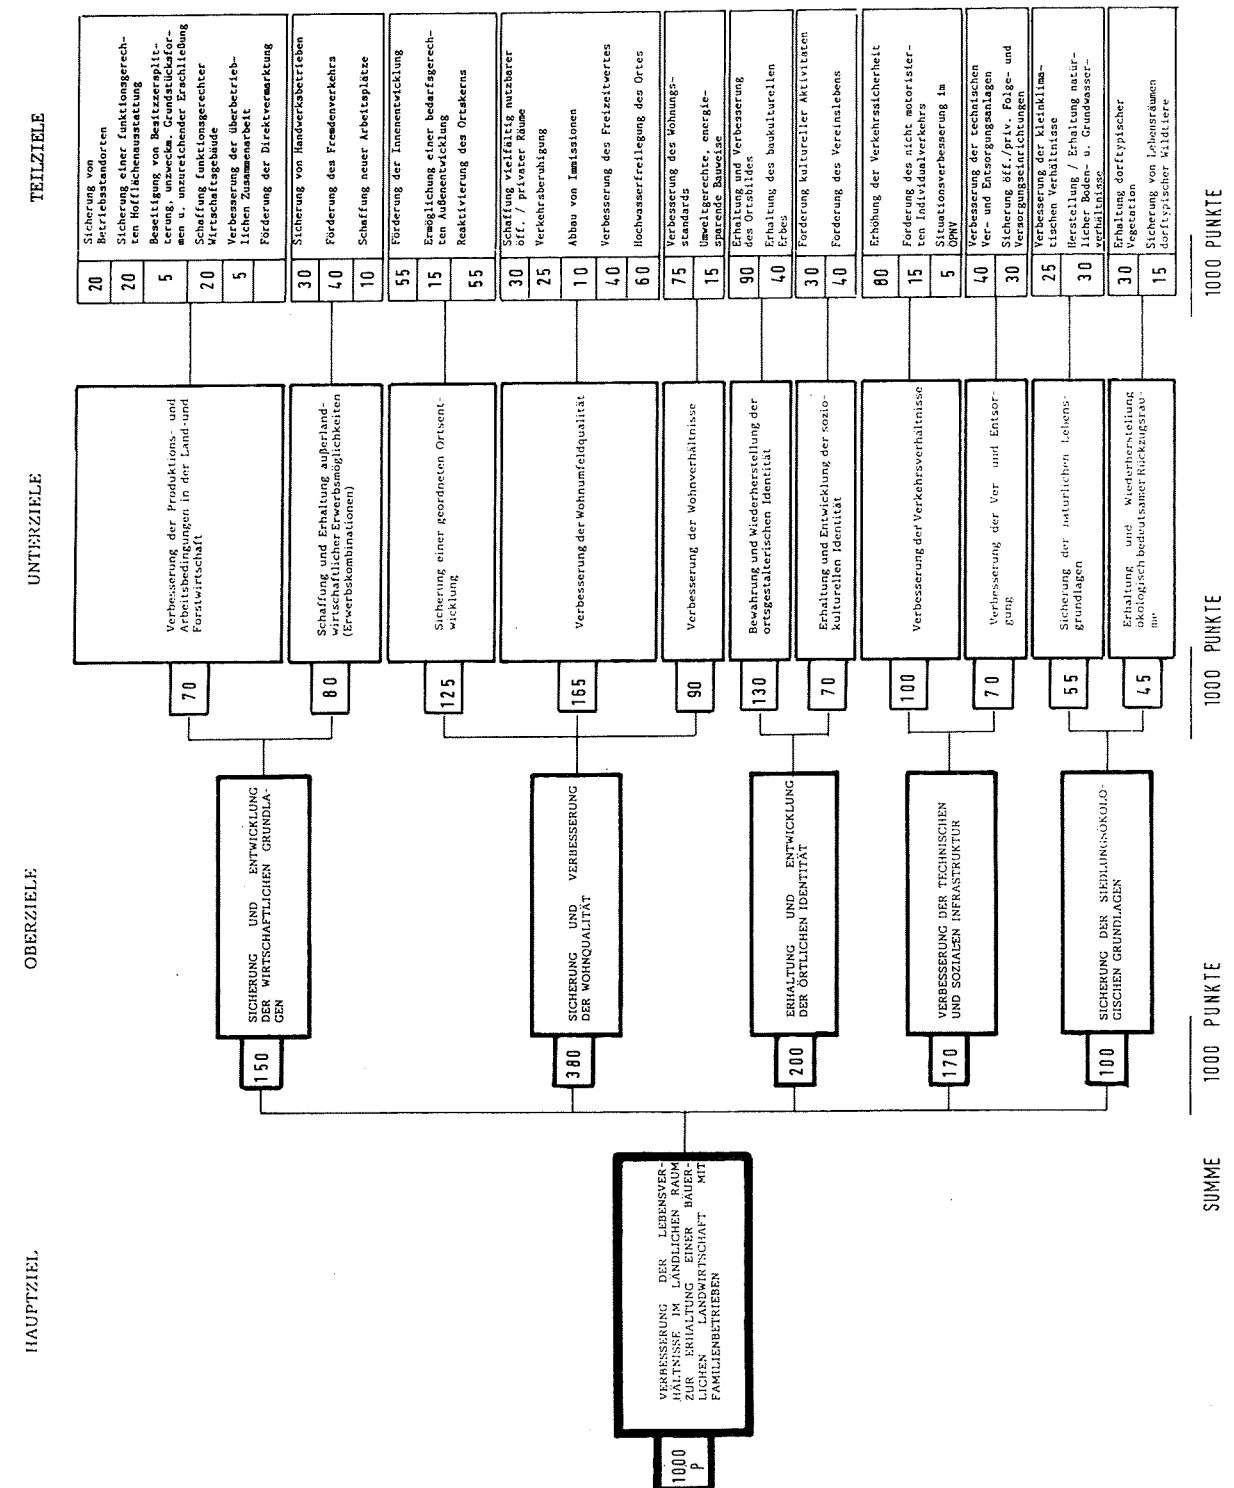 HAUPTZIEL
OBERZIELE
UNTERZIELE
TEILZIELE
1000
P
VERBESSERUNG DER LEBENSVER-
HÄLTNISSE IM LÄNDLICHEN RAUM
ZUR ERHALTUNG EINER BÄUER-
LICHEN LANDWIRTSCHAFT MIT
FAMILIENBETRIEBEN
150
SICHERUNG UND ENTWICKLUNG
DER WIRTSCHAFTLICHEN GRUNDLA-
GEN
70
Verbesserung der Produktions- und
Arbeitsbedingungen in der Land-und
Forstwirtschaft
20
Sicherung von
Betriebsstandorten
20
Sicherung einer funktionsgerech-
ten Hofflächenausstattung
5
Beseitigung von Besitzzersplit-
terung, unzweckm. Grundstücksfor-
men u. unzureichender Erschließung
20
Schaffung funktionsgerechter
Wirtschaftsgebäude
5
Verbesserung der überbetrieb-
lichen Zusammenarbeit
Förderung der Direktvermarktung
80
Schaffung und Erhaltung außerland-
wirtschaftlicher Erwerbsmöglichkeiten
(Erwerbskombinationen)
30
Sicherung von Handwerksbetrieben
40
Förderung des Fremdenverkehrs
10
Schaffung neuer Arbeitsplätze
380
SICHERUNG UND VERBESSERUNG
DER WOHNQUALITÄT
125
Sicherung einer geordneten Ortsent-
wicklung
55
Förderung der Innenentwicklung
15
Ermöglichung einer bedarfsgerech-
ten Außenentwicklung
55
Reaktivierung des Ortskerns
165
Verbesserung der Wohnumfeldqualität
30
Schaffung vielfältig nutzbarer
öff. / privater Räume
25
Verkehrsberuhigung
10
Abbau von Immissionen
40
Verbesserung des Freizeitwertes
60
Hochwasserfreilegung des Ortes
90
Verbesserung der Wohnverhältnisse
75
Verbesserung des Wohnungs-
standards
15
Umweltgerechte, energie-
sparende Bauweise
200
ERHALTUNG UND ENTWICKLUNG
DER ÖRTLICHEN IDENTITÄT
130
Bewahrung und Wiederherstellung der
ortsgestalterischen Identität
90
Erhaltung und Verbesserung
des Ortsbildes
40
Erhaltung des baukulturellen
Erbes
70
Erhaltung und Entwicklung der sozio-
kulturellen Identität
30
Förderung kultureller Aktivitäten
40
Förderung des Vereinslebens
170
VERBESSERUNG DER TECHNISCHEN
UND SOZIALEN INFRASTRUKTUR
100
Verbesserung der Verkehrsverhältnisse
80
Erhöhung der Verkehrssicherheit
15
Förderung des nicht motorisier-
ten Individualverkehrs
5
Situationsverbesserung im
ÖPNV
70
Verbesserung der Ver und Entsor-
gung
40
Verbesserung der technischen
Ver- und Entsorgungsanlagen
30
Sicherung öff./priv. Folge- und
Versorgungseinrichtungen
100
SICHERUNG DER SIEDLUNGSÖKOLO-
GISCHEN GRUNDLAGEN
55
Sicherung der natürlichen Lebens-
grundlagen
25
Verbesserung der kleinklima-
tischen Verhältnisse
30
Herstellung / Erhaltung natür-
licher Boden- u. Grundwasser-
verhältnisse
45
Erhaltung und Wiederherstellung
ökologisch bedeutsamer Rückzugsräu-
me
30
Erhaltung dorftypischer
Vegetation
15
Sicherung von Lebensräumen
dorftypischer Wildtiere
SUMME
1000 PUNKTE
1000 PUNKTE
1000 PUNKTE